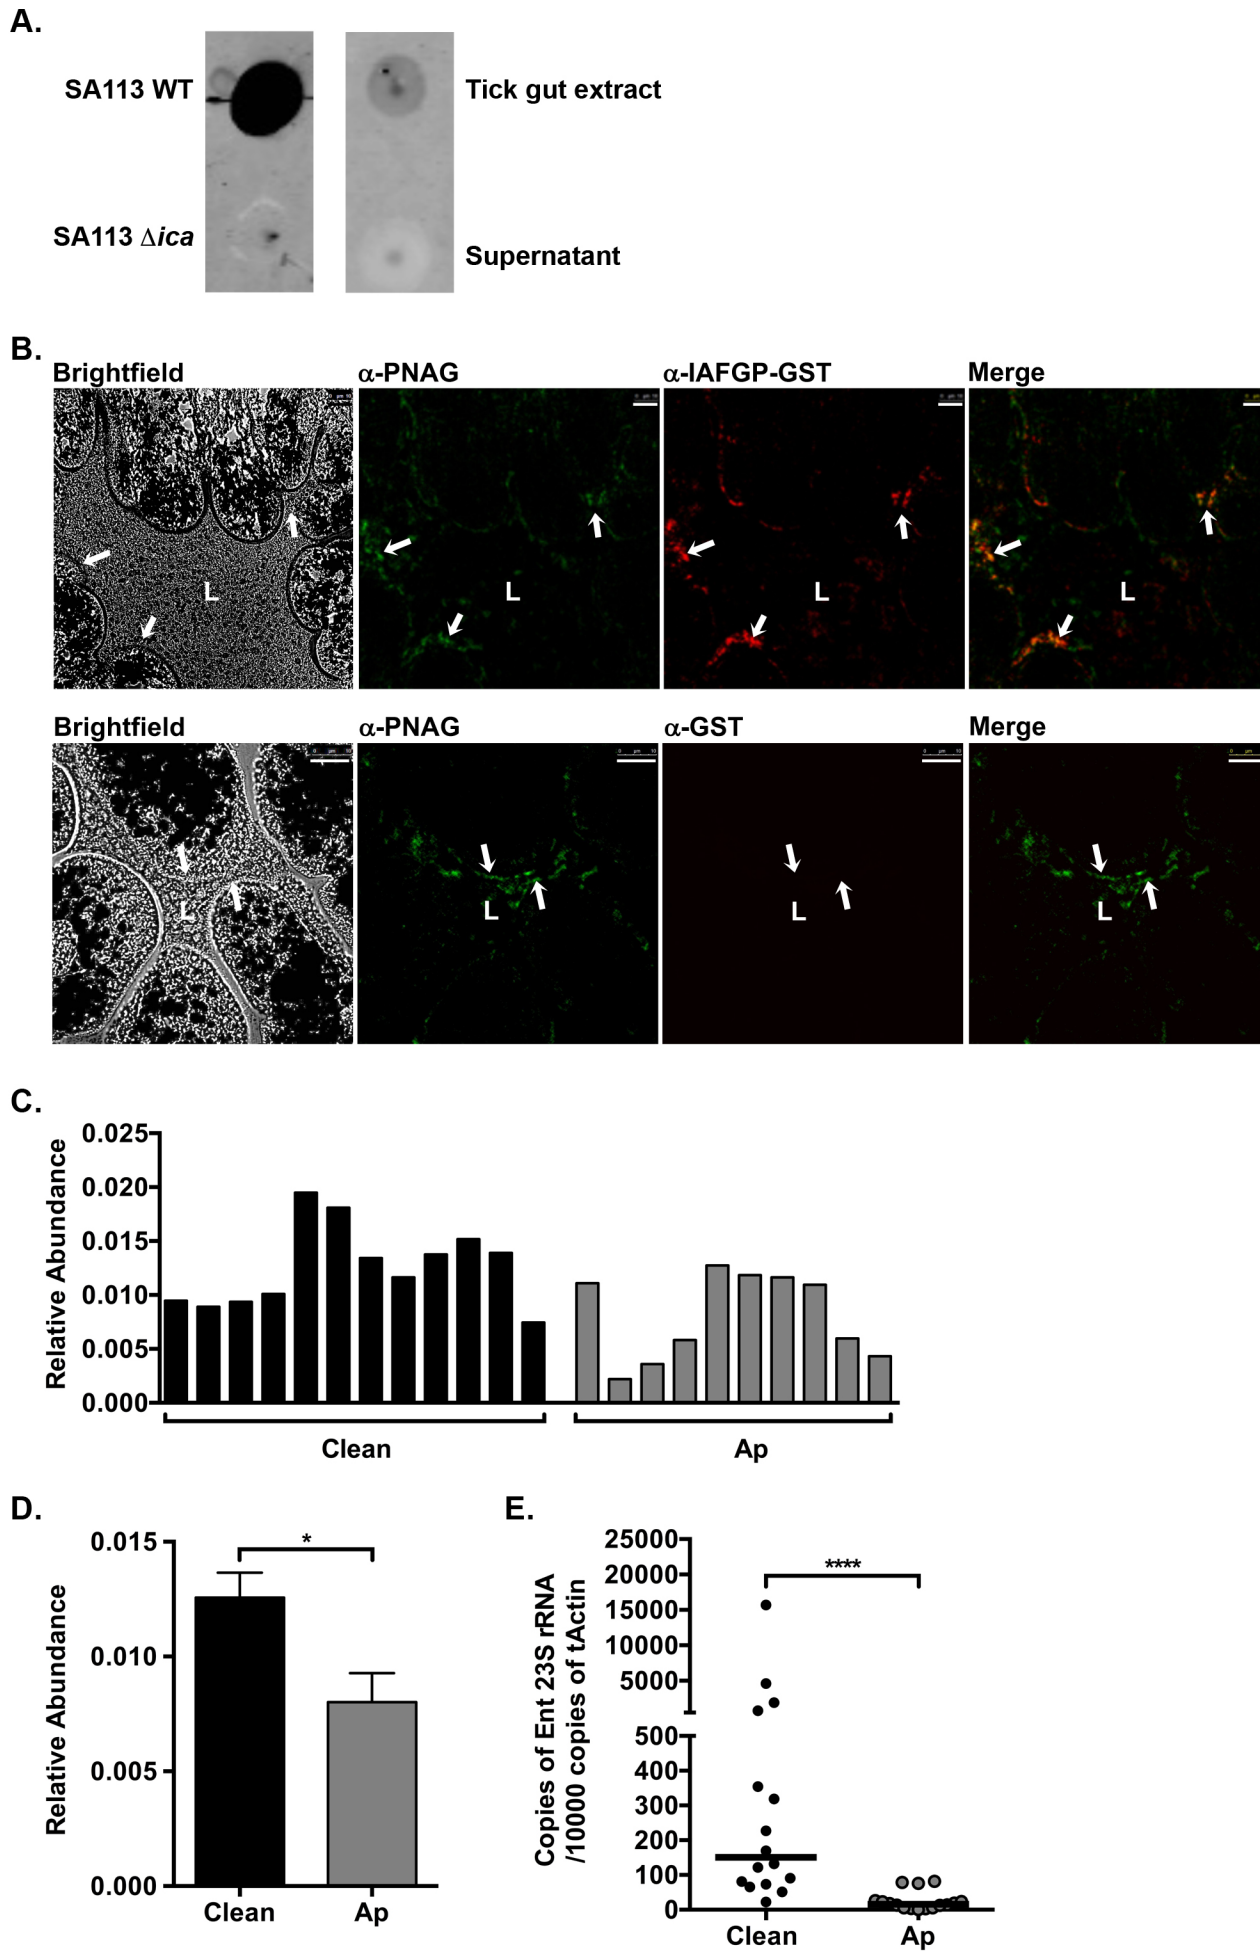 A.
SA113 WT
Tick gut extract
SA113 Δica
Supernatant
B.
Brightfield
α-PNAG
α-IAFGP-GST
Merge
L
L
L
L
Brightfield
α-PNAG
α-GST
Merge
L
L
L
L
C.
Relative Abundance
0.025
0.020
0.015
0.010
0.005
0.000
Clean
Ap
D.
Relative Abundance
0.015
0.010
0.005
0.000
*
Clean
Ap
E.
Copies of Ent 23S rRNA
/10000 copies of tActin
25000
20000
15000
10000
5000
500
400
300
200
100
0
****
Clean
Ap